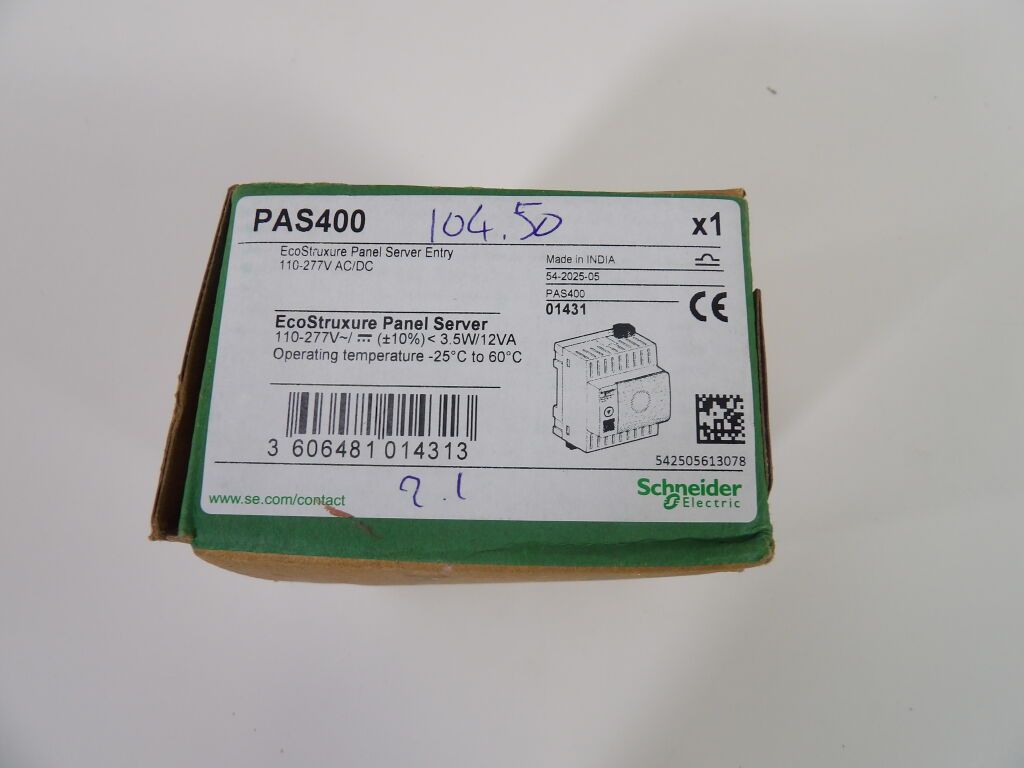 PAS400 104.50 x1
EcoStruxure Panel Server Entry
110-277V AC/DC
Made in INDIA
54-2025-05
PAS400
01431
CE
EcoStruxure Panel Server
110-277V~/ ⎓ (±10%) < 3.5W/12VA
Operating temperature -25°C to 60°C
3 606481 014313
542505613078
2.1
www.se.com/contact
Schneider
Electric